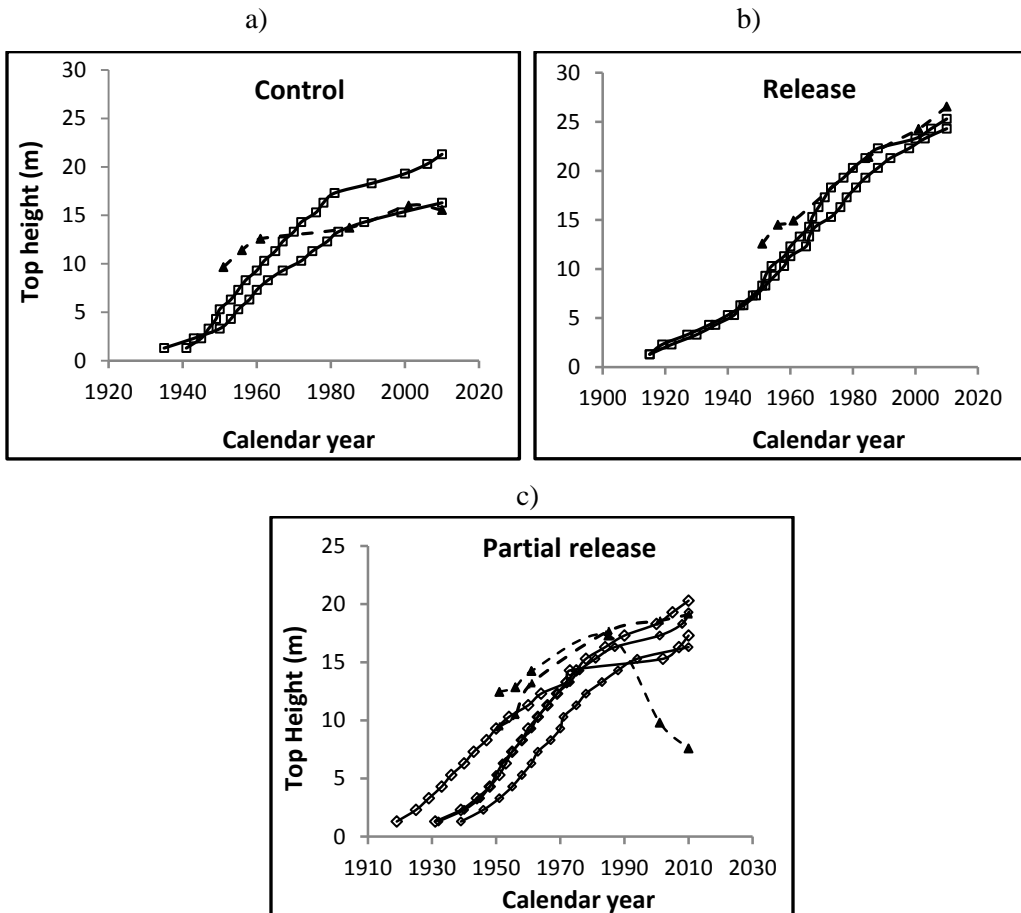 a)
b)
Control
30
25
20
15
10
5
0
Top height (m)
1920 1940 1960 1980 2000 2020
Calendar year
Release
30
25
20
15
10
5
0
1900 1920 1940 1960 1980 2000 2020
Calendar year
c)
Partial release
25
20
15
10
5
0
Top Height (m)
1910 1930 1950 1970 1990 2010 2030
Calendar year